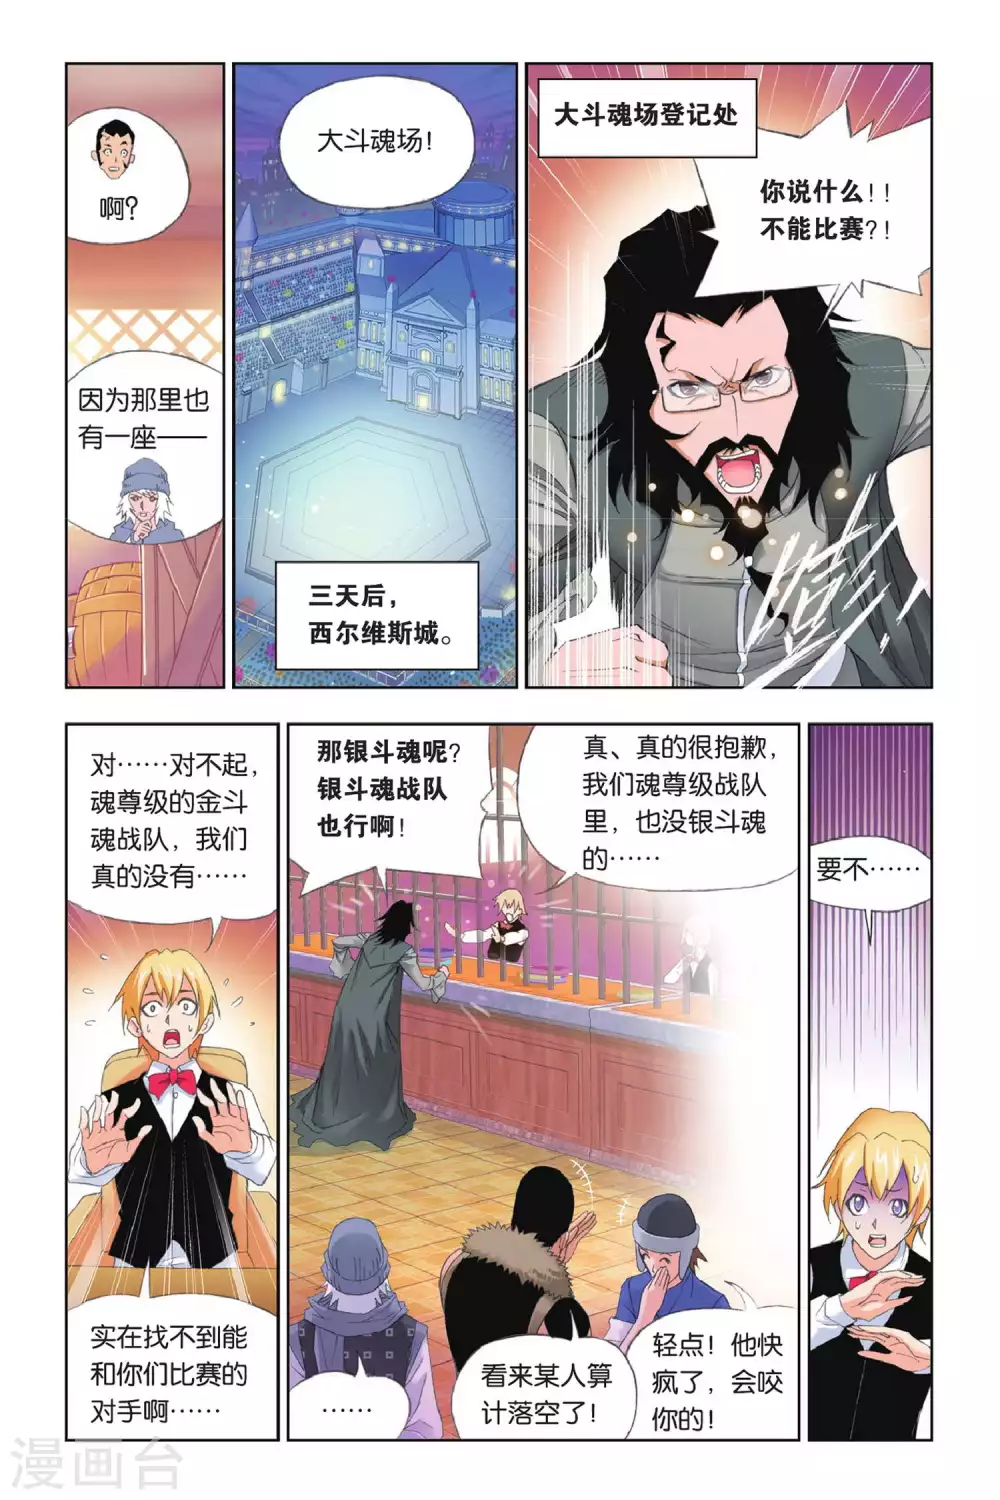 啊？
因为那里也
有一座——
大斗魂场！
三天后，
西尔维斯城。
大斗魂场登记处
你说什么！！
不能比赛？！
嘭！
对……对不起，
魂尊级的金斗
魂战队，我们
真的没有……
实在找不到能
和你们比赛的
对手啊……
那银斗魂呢？
银斗魂战队
也行啊！
真、真的很抱歉，
我们魂尊级战队
里，也没银斗魂
的……
……
看来某人算
计落空了！
轻点！他快
疯了，会咬
你的！
要不……
漫画台